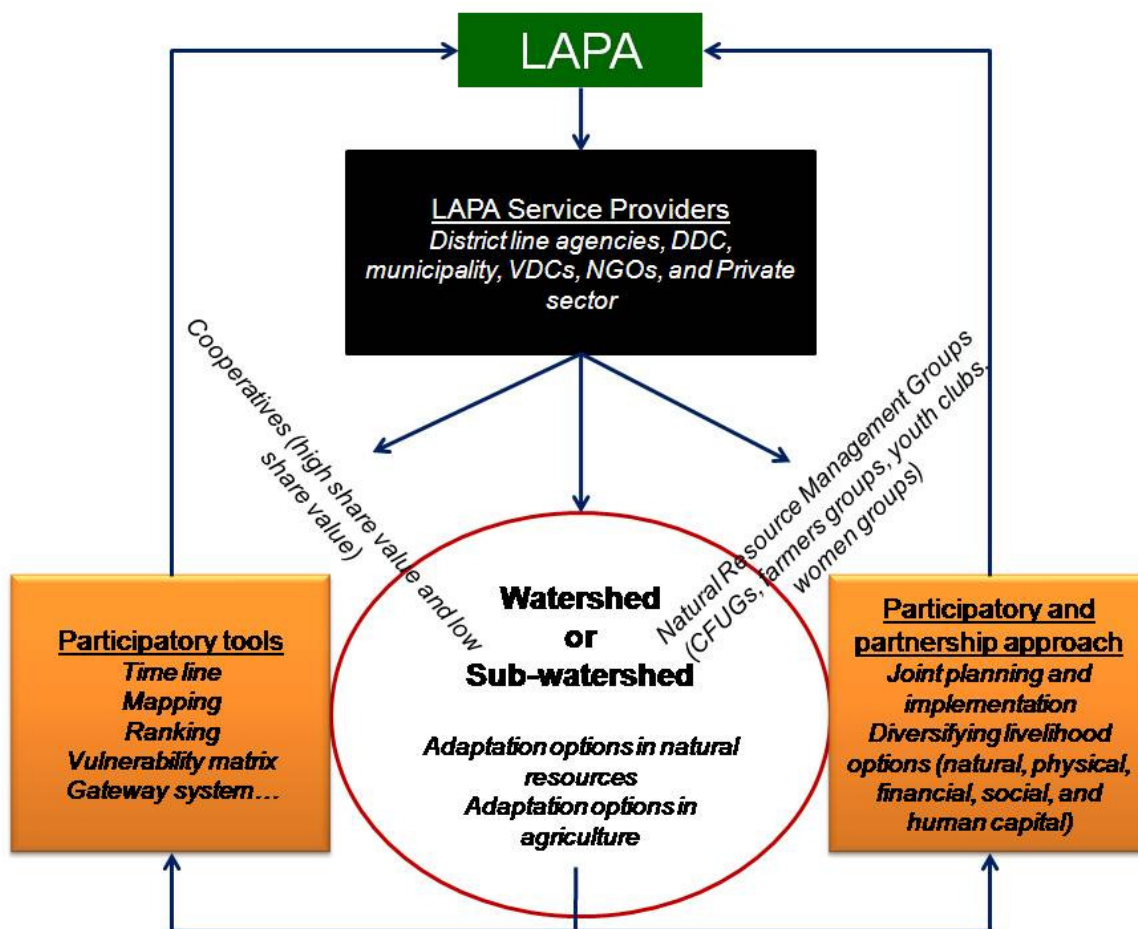 LAPA
LAPA Service Providers
District line agencies, DDC,
municipality, VDCs, NGOs, and Private
sector
Cooperatives (high share value and low
share value)
Natural Resource Management Groups
(CFUGs, farmers groups, youth clubs,
women groups)
Participatory tools
Time line
Mapping
Ranking
Vulnerability matrix
Gateway system…
Watershed
or
Sub-watershed
Adaptation options in natural
resources
Adaptation options in
agriculture
Participatory and
partnership approach
Joint planning and
implementation
Diversifying livelihood
options (natural, physical,
financial, social, and
human capital)